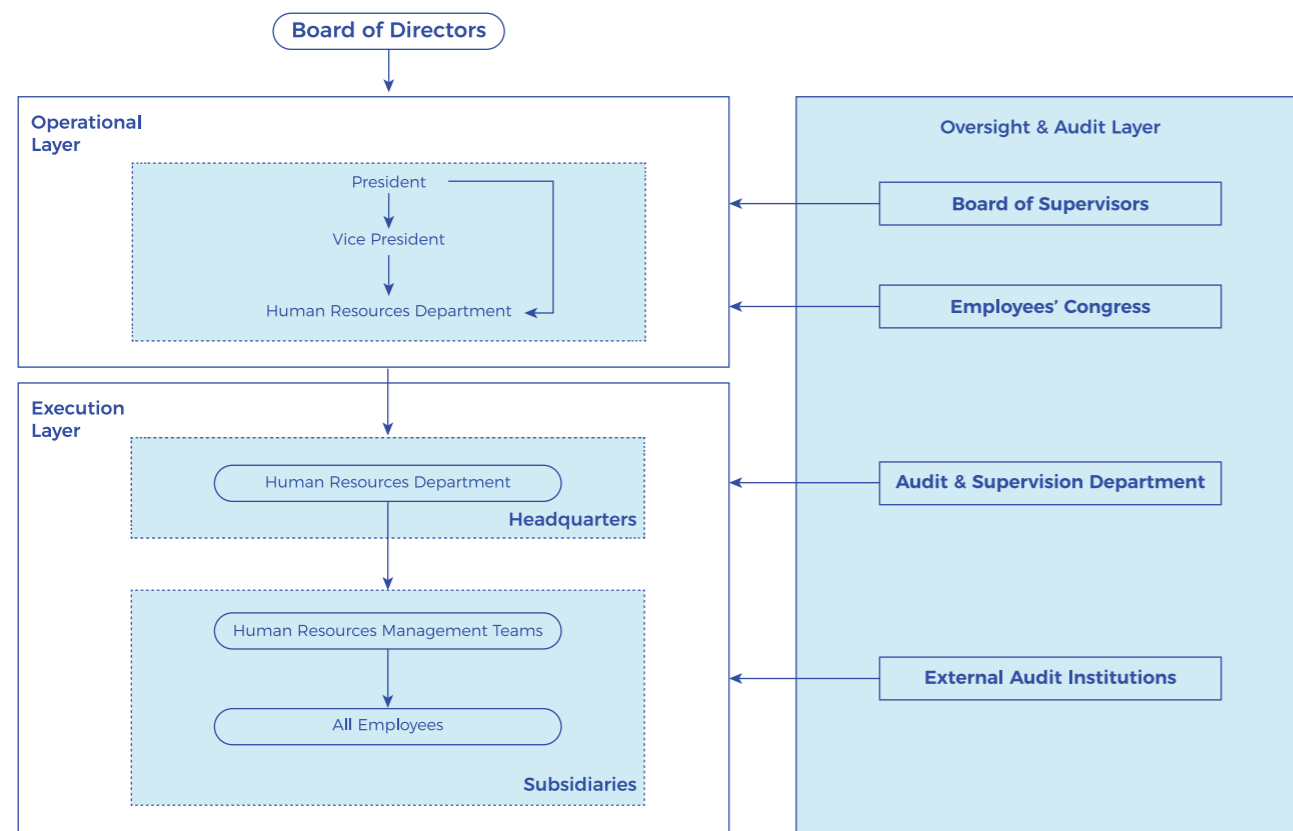 Board of Directors
Operational
Layer
President
Vice President
Human Resources Department
Execution
Layer
Human Resources Department
Headquarters
Human Resources Management Teams
All Employees
Subsidiaries
Oversight & Audit Layer
Board of Supervisors
Employees’ Congress
Audit & Supervision Department
External Audit Institutions